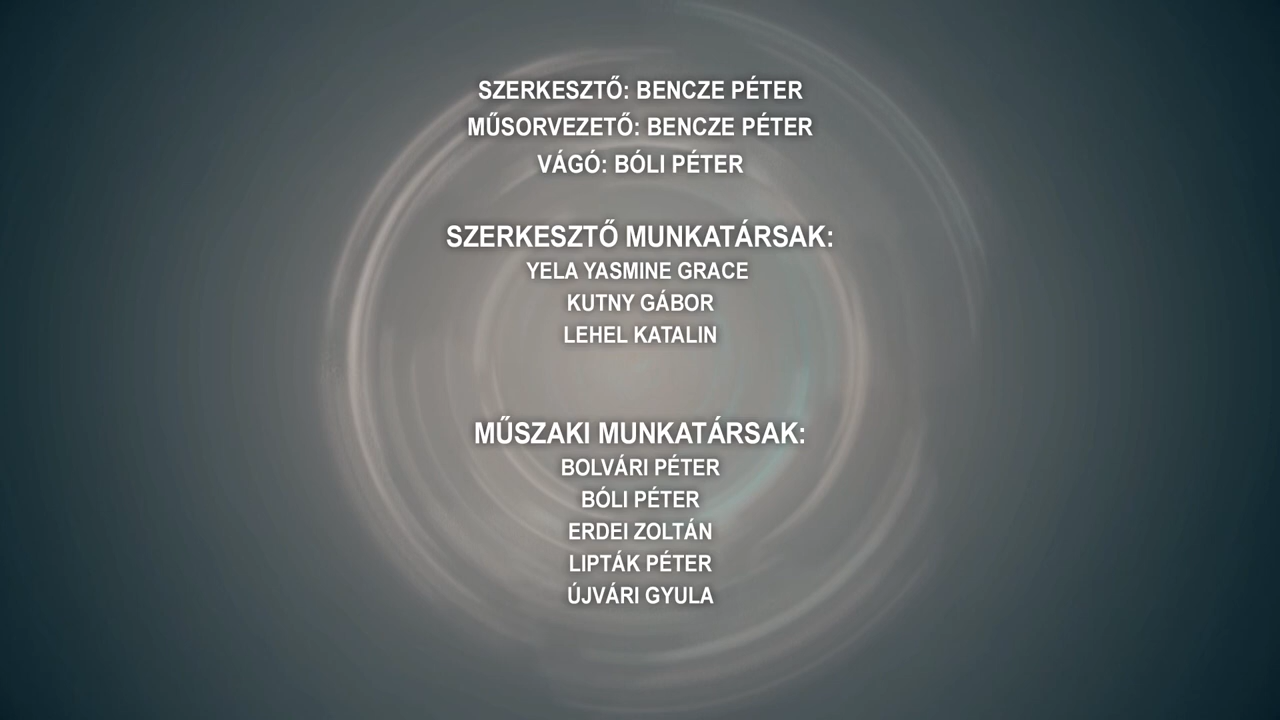 SZERKESZTŐ: BENCZE PÉTER
MŰSORVEZETŐ: BENCZE PÉTER
VÁGÓ: BÓLI PÉTER
SZERKESZTŐ MUNKATÁRSAK:
YELA YASMINE GRACE
KUTNY GÁBOR
LEHEL KATALIN
MŰSZAKI MUNKATÁRSAK:
BOLVÁRI PÉTER
BÓLI PÉTER
ERDEI ZOLTÁN
LIPTÁK PÉTER
ÚJVÁRI GYULA